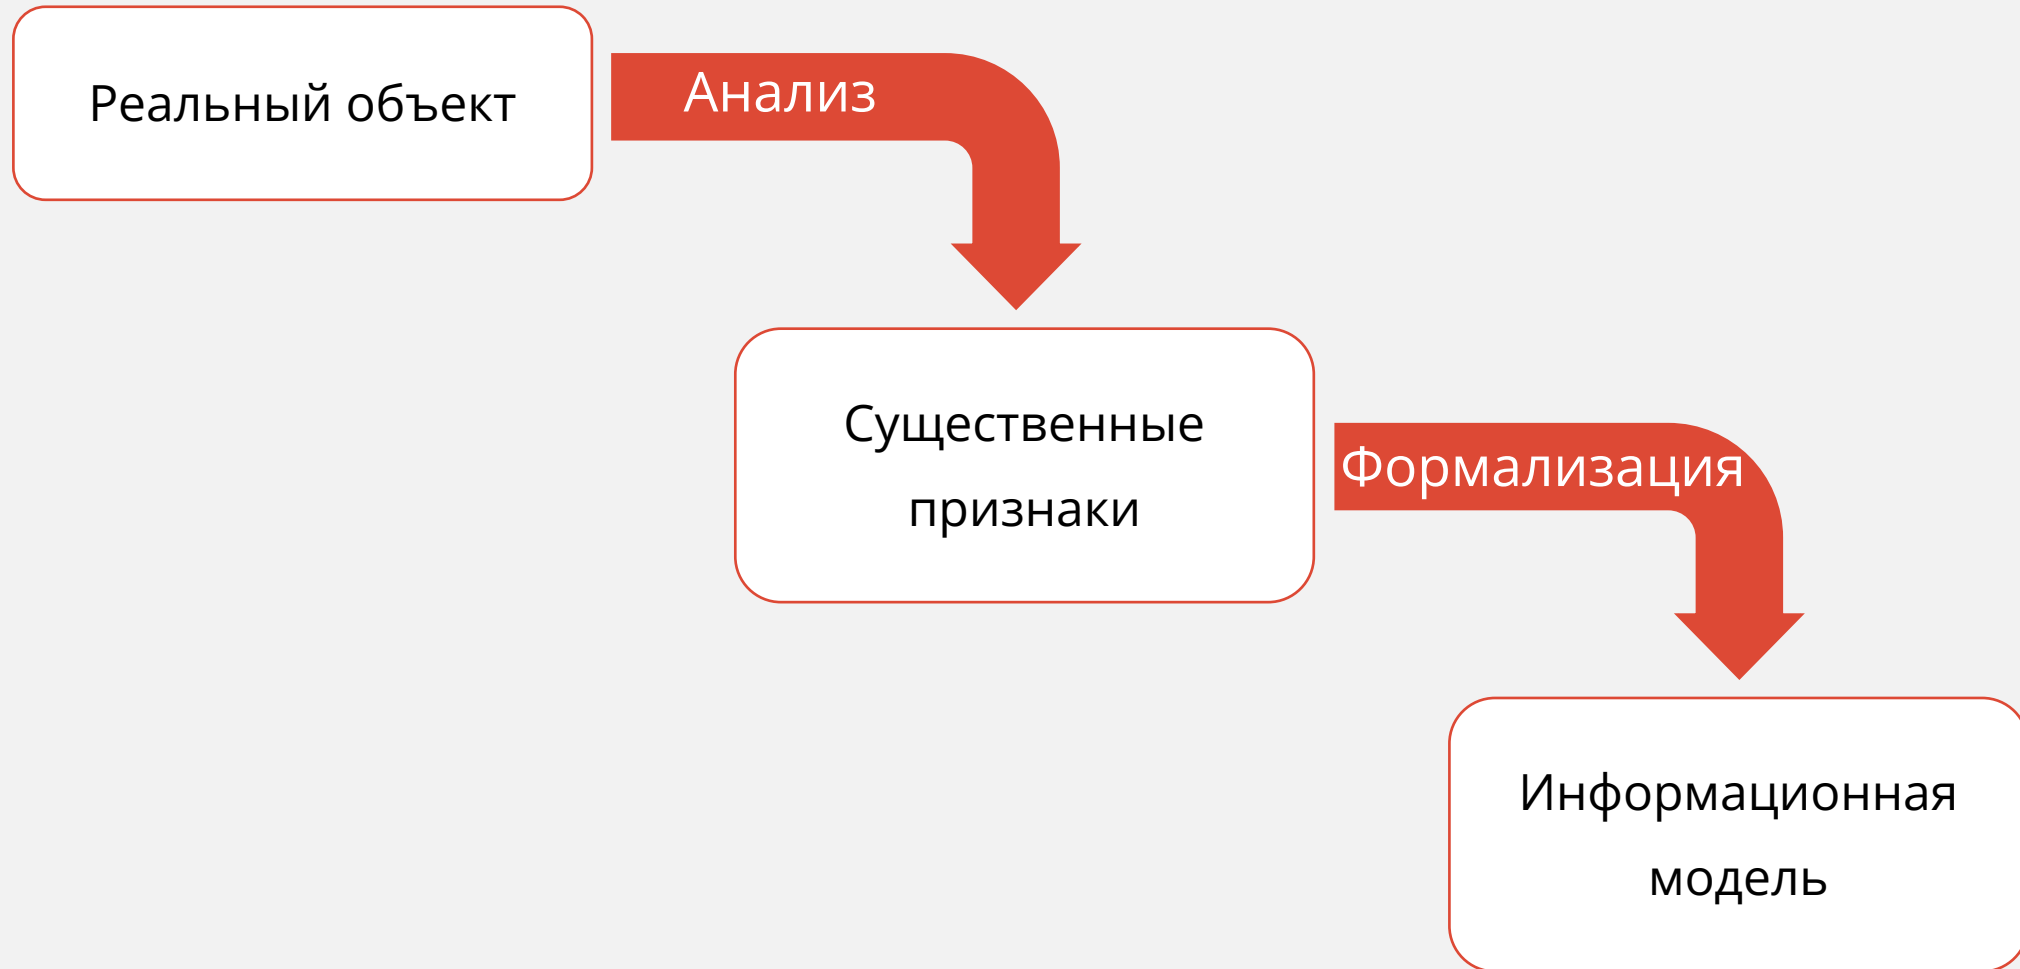 Реальный объект
Анализ
Существенные
признаки
Формализация
Информационная
модель